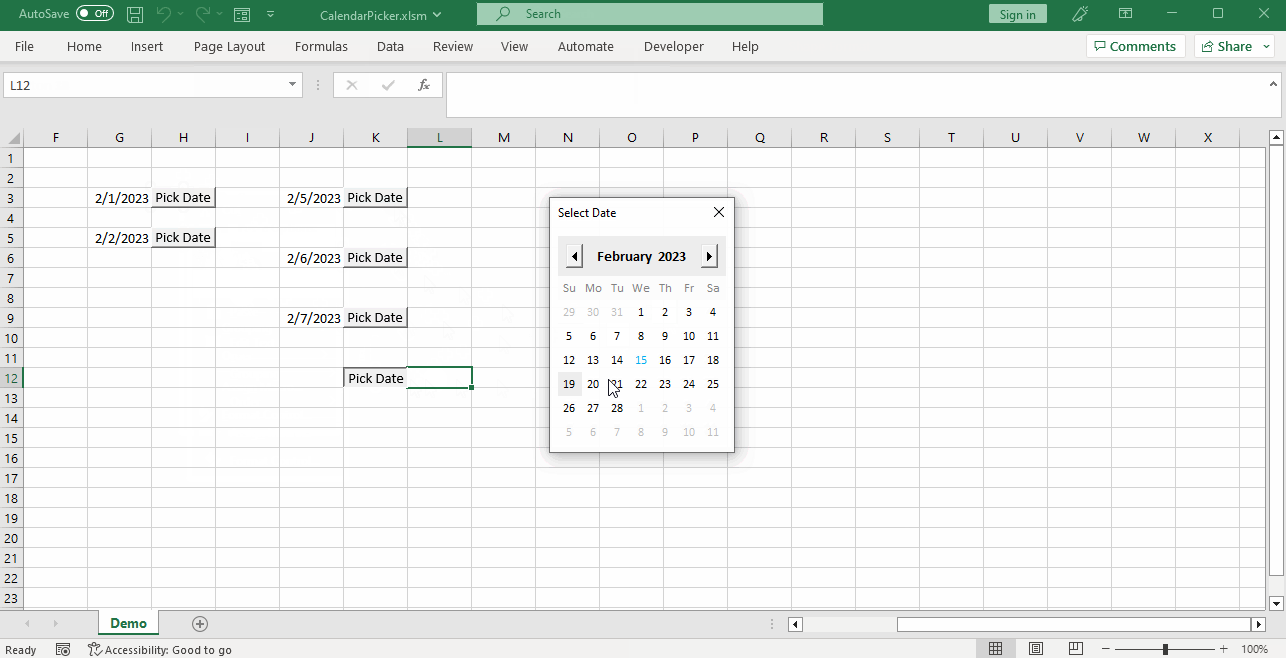 AutoSave Off CalendarPicker.xlsm Search Sign in
File Home Insert Page Layout Formulas Data Review View Automate Developer Help Comments Share
L12 fx
F G H I J K L M N O P Q R S T U V W X
1
2
3 2/1/2023 Pick Date 2/5/2023 Pick Date
4
5 2/2/2023 Pick Date
6 2/6/2023 Pick Date
7
8
9 2/7/2023 Pick Date
10
11
12 Pick Date
13
14
15
16
17
18
19
20
21
22
23
Select Date
February 2023
Su Mo Tu We Th Fr Sa
29 30 31 1 2 3 4
5 6 7 8 9 10 11
12 13 14 15 16 17 18
19 20 21 22 23 24 25
26 27 28 1 2 3 4
5 6 7 8 9 10 11
Demo
Ready Accessibility: Good to go 100%